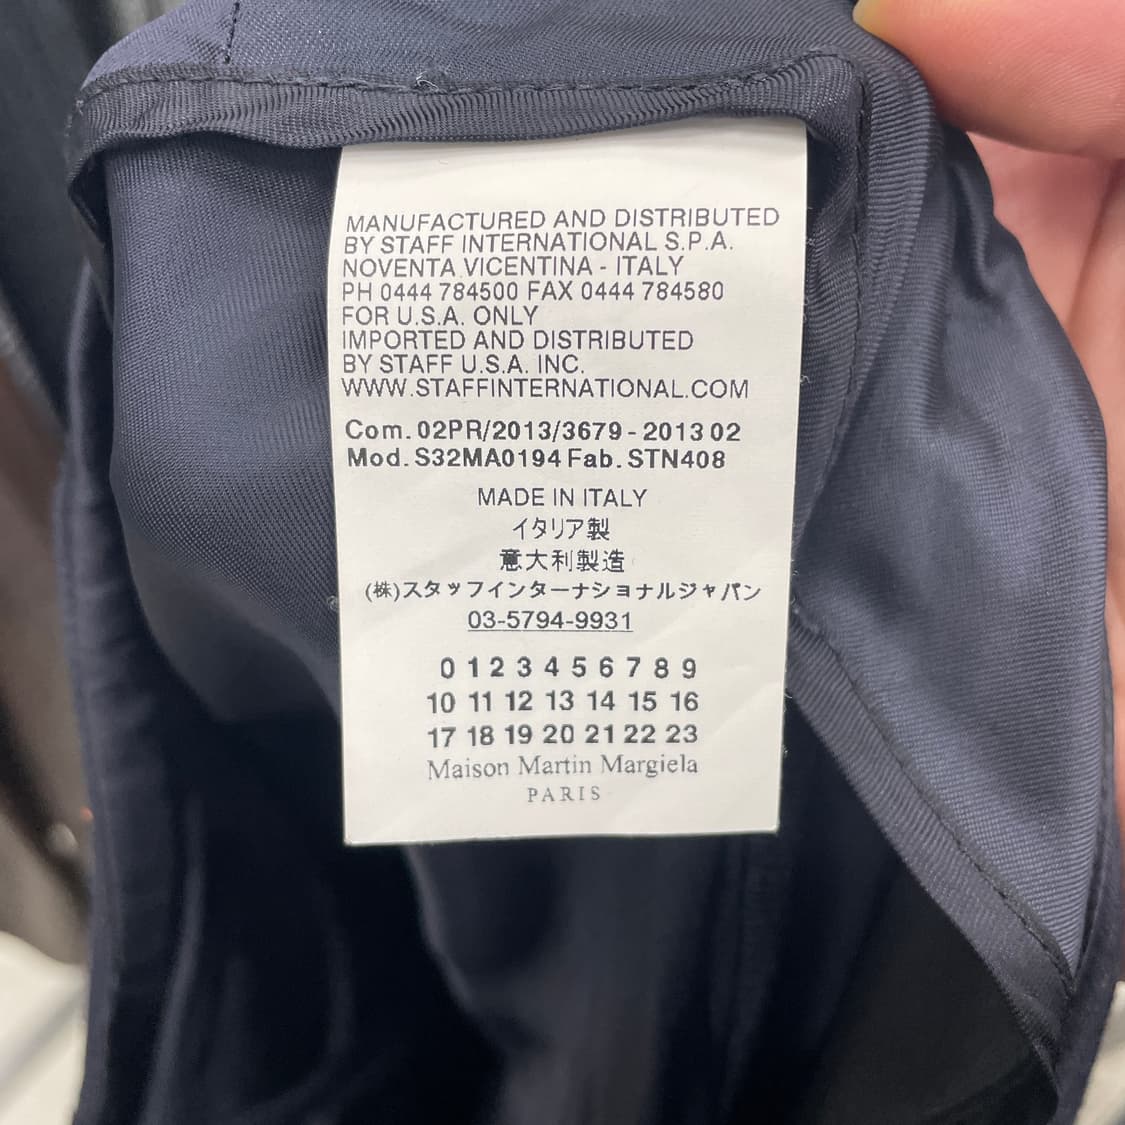 MANUFACTURED AND DISTRIBUTED
BY STAFF INTERNATIONAL S.P.A.
NOVENTA VICENTINA - ITALY
PH 0444 784500 FAX 0444 784580
FOR U.S.A. ONLY
IMPORTED AND DISTRIBUTED
BY STAFF U.S.A. INC.
WWW.STAFFINTERNATIONAL.COM
Com. 02PR/2013/3679 - 2013 02
Mod. S32MA0194 Fab. STN408
MADE IN ITALY
イタリア製
意大利製造
(株)スタッフインターナショナルジャパン
03-5794-9931
0 1 2 3 4 5 6 7 8 9
10 11 12 13 14 15 16
17 18 19 20 21 22 23
Maison Martin Margiela
PARIS